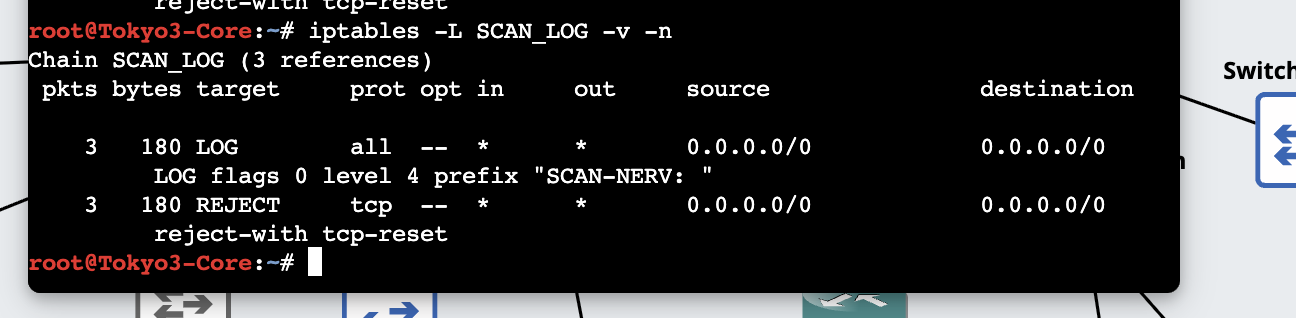 reject-with tcp-reset
root@Tokyo3-Core:~# iptables -L SCAN_LOG -v -n
Chain SCAN_LOG (3 references)
pkts bytes target prot opt in out source destination
3 180 LOG all -- * * 0.0.0.0/0 0.0.0.0/0
LOG flags 0 level 4 prefix "SCAN-NERV: "
3 180 REJECT tcp -- * * 0.0.0.0/0 0.0.0.0/0
reject-with tcp-reset
root@Tokyo3-Core:~#
Switch